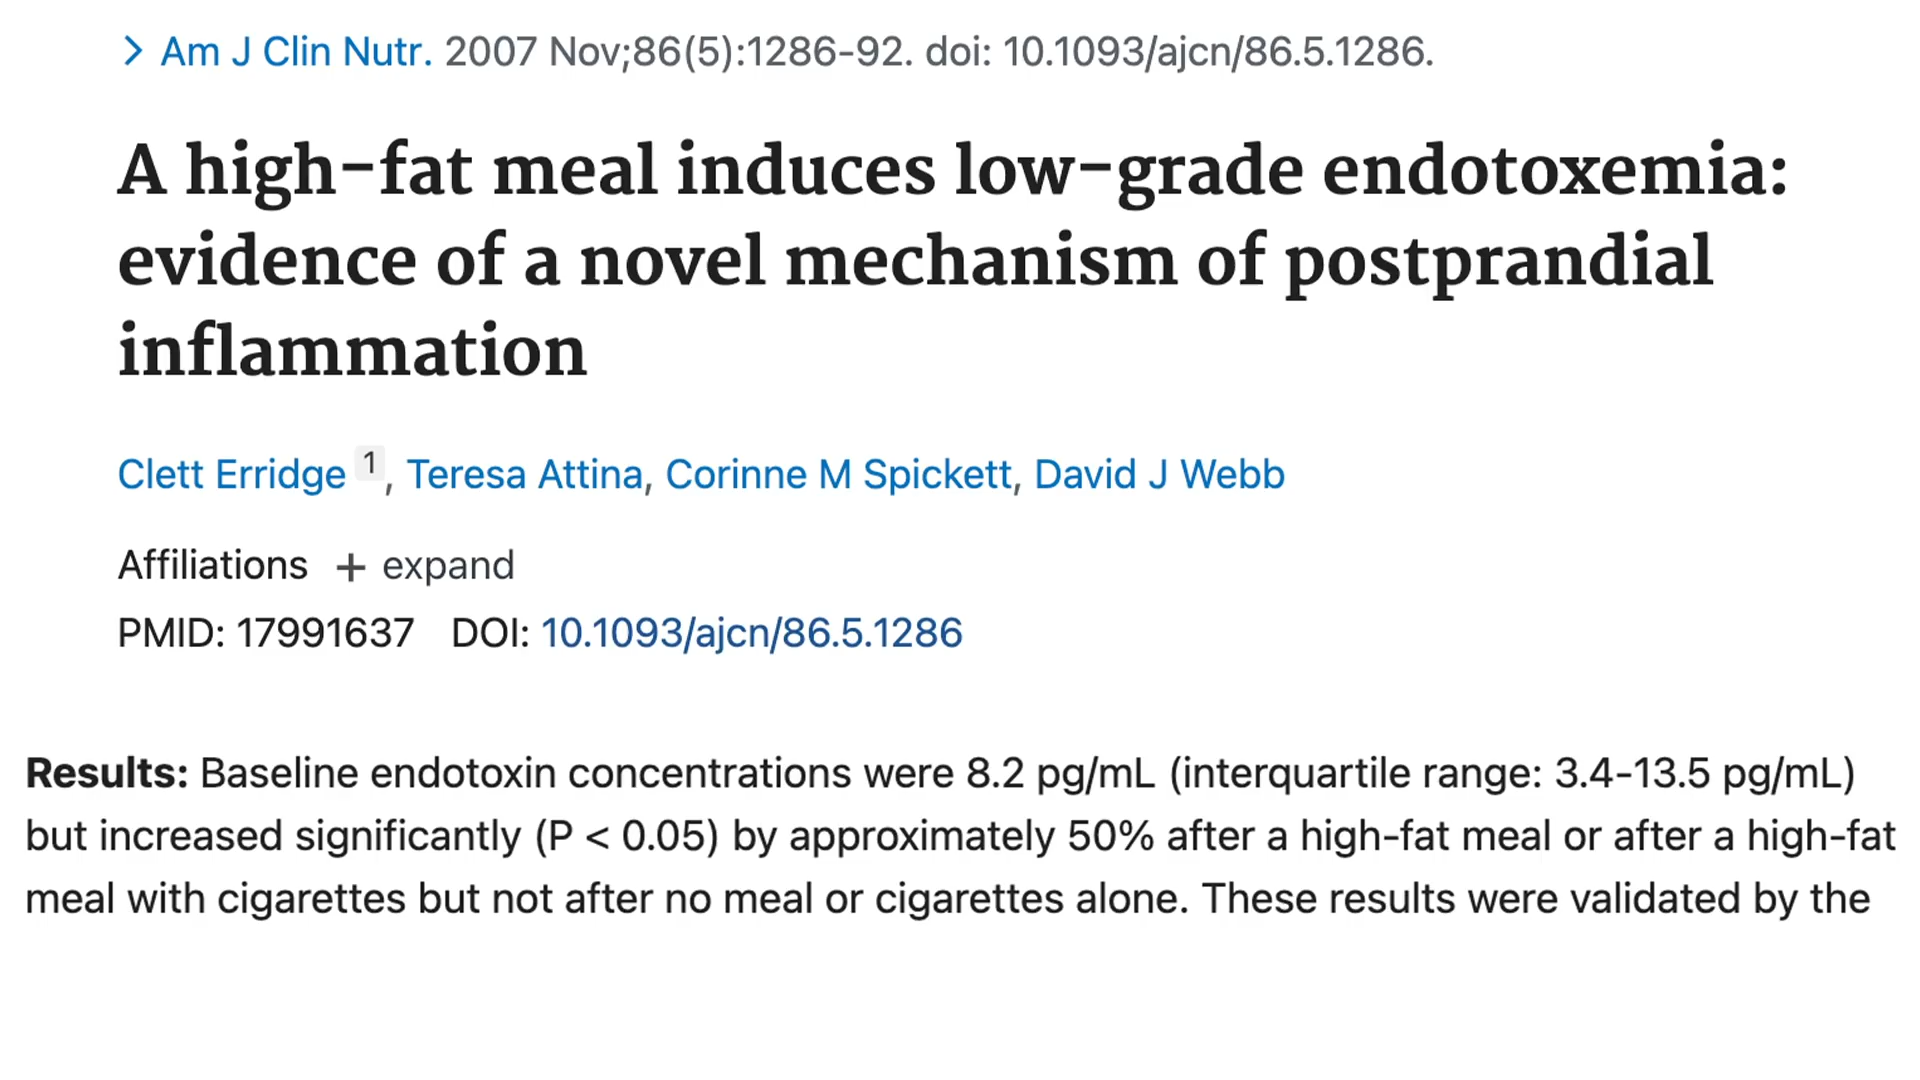 > Am J Clin Nutr. 2007 Nov;86(5):1286-92. doi: 10.1093/ajcn/86.5.1286.
A high-fat meal induces low-grade endotoxemia:
evidence of a novel mechanism of postprandial
inflammation
Clett Erridge 1, Teresa Attina, Corinne M Spickett, David J Webb
Affiliations + expand
PMID: 17991637 DOI: 10.1093/ajcn/86.5.1286
Results: Baseline endotoxin concentrations were 8.2 pg/mL (interquartile range: 3.4-13.5 pg/mL)
but increased significantly (P < 0.05) by approximately 50% after a high-fat meal or after a high-fat
meal with cigarettes but not after no meal or cigarettes alone. These results were validated by the